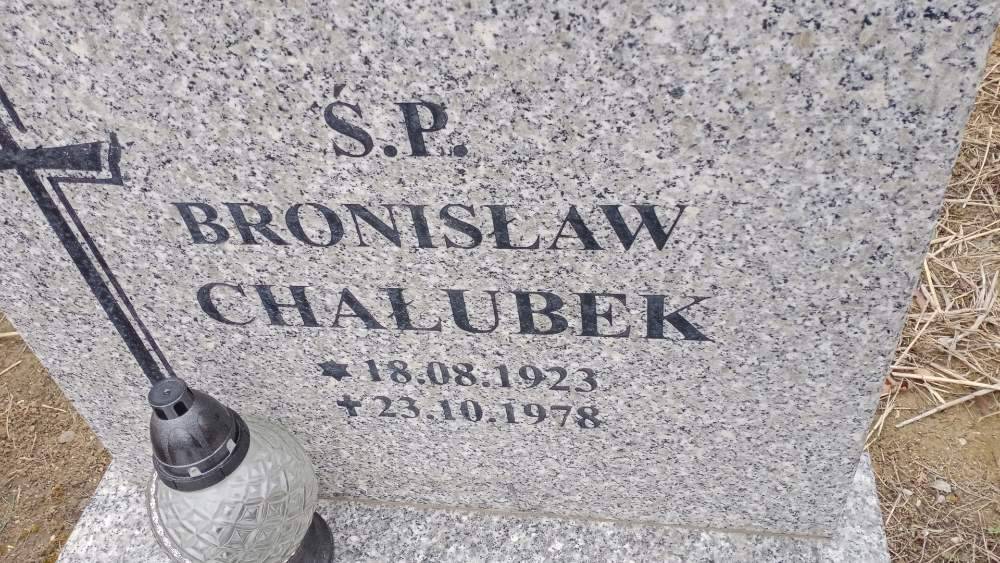 Ś.P.
BRONISŁAW
CHAŁUBEK
★ 18.08.1923
✝ 23.10.1978